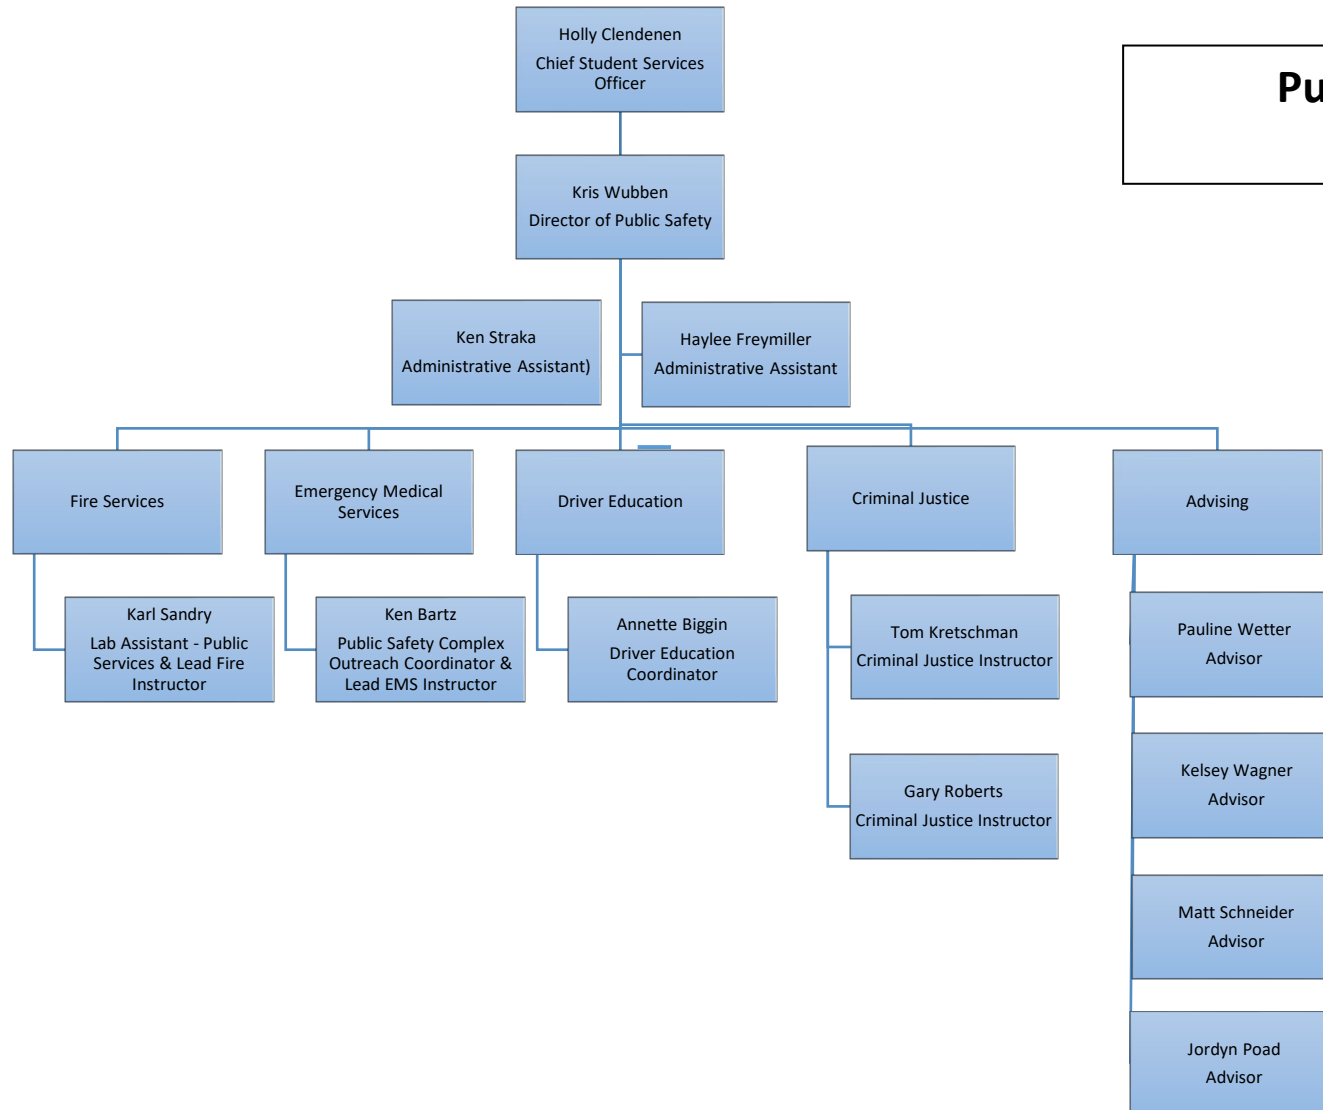 Holly Clendenen
Chief Student Services
Officer
Pu
Kris Wubben
Director of Public Safety
Ken Straka
Administrative Assistant)
Haylee Freymiller
Administrative Assistant
Fire Services
Emergency Medical
Services
Driver Education
Criminal Justice
Advising
Karl Sandry
Lab Assistant - Public
Services & Lead Fire
Instructor
Ken Bartz
Public Safety Complex
Outreach Coordinator &
Lead EMS Instructor
Annette Biggin
Driver Education
Coordinator
Tom Kretschman
Criminal Justice Instructor
Gary Roberts
Criminal Justice Instructor
Pauline Wetter
Advisor
Kelsey Wagner
Advisor
Matt Schneider
Advisor
Jordyn Poad
Advisor